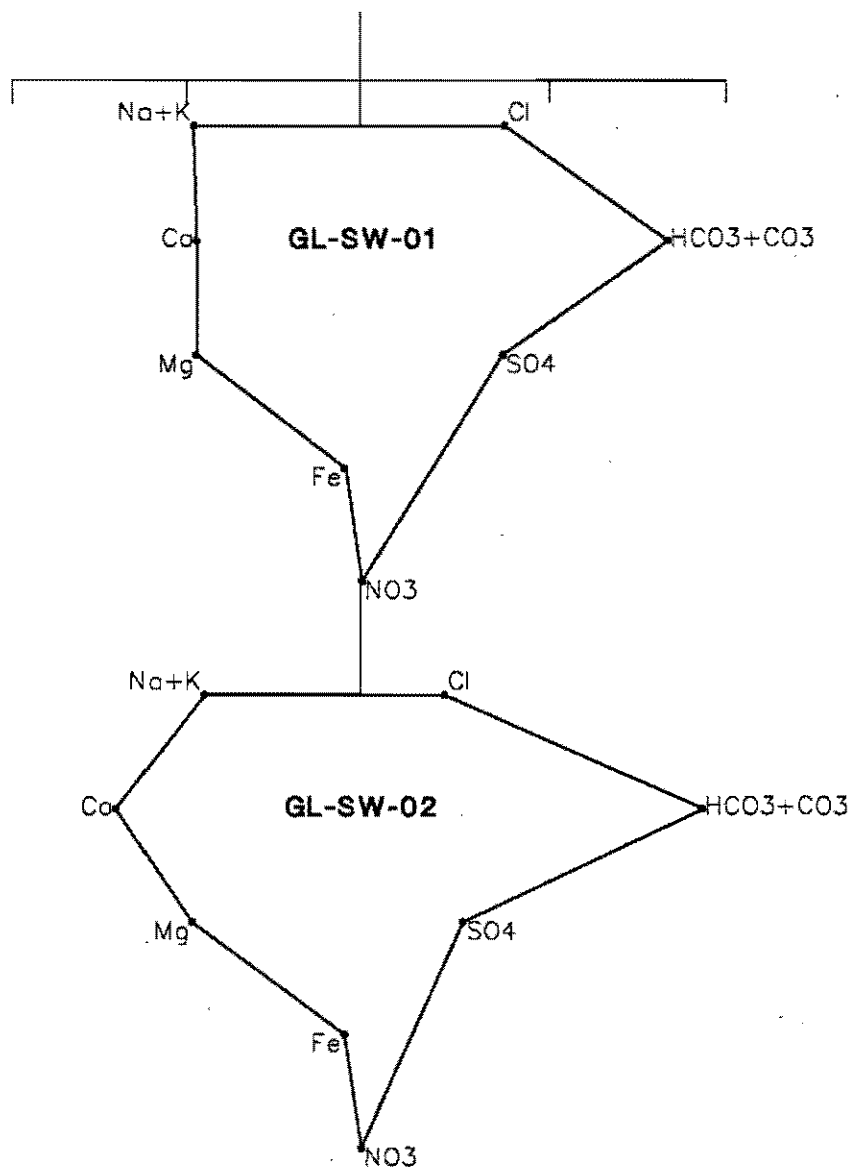 Na+K Cl
Ca GL-SW-01 HCO3+CO3
Mg SO4
Fe
NO3
Na+K Cl
Ca GL-SW-02 HCO3+CO3
Mg SO4
Fe
NO3